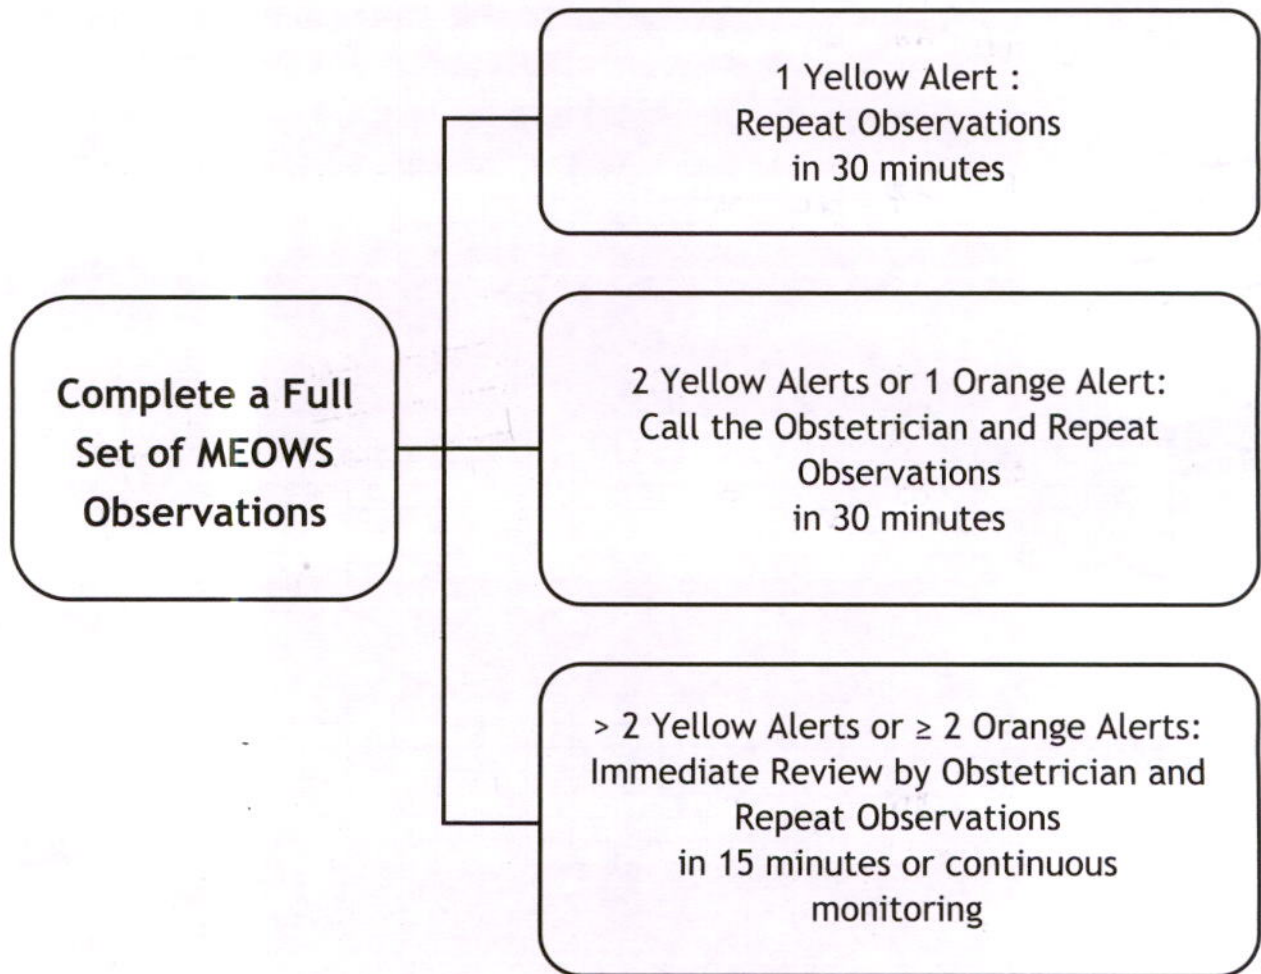 1 Yellow Alert :
Repeat Observations
in 30 minutes
Complete a Full
Set of MEOWS
Observations
2 Yellow Alerts or 1 Orange Alert:
Call the Obstetrician and Repeat
Observations
in 30 minutes
> 2 Yellow Alerts or ≥ 2 Orange Alerts:
Immediate Review by Obstetrician and
Repeat Observations
in 15 minutes or continuous
monitoring